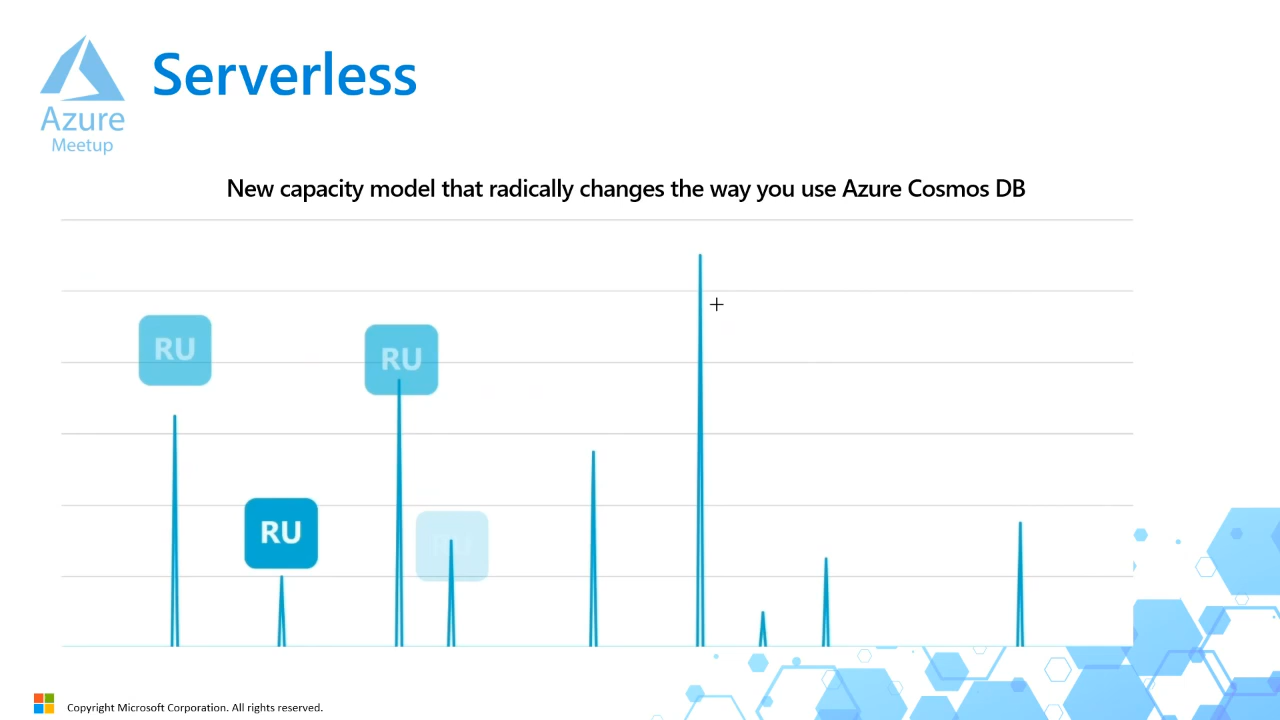 Serverless
Azure
Meetup
New capacity model that radically changes the way you use Azure Cosmos DB
RU
RU
RU
Copyright Microsoft Corporation. All rights reserved.